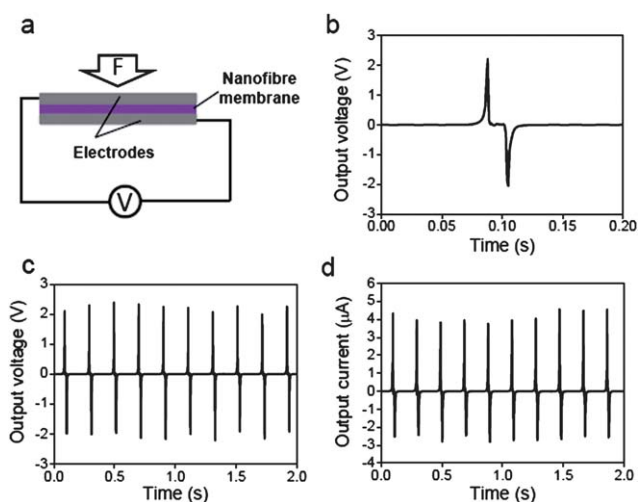 a
F
Nanofibre
membrane
Electrodes
V
b
Output voltage (V)
3
2
1
0
-1
-2
-3
0.00 0.05 0.10 0.15 0.20
Time (s)
c
Output voltage (V)
3
2
1
0
-1
-2
-3
0.0 0.5 1.0 1.5 2.0
Time (s)
d
Output current (μA)
6
5
4
3
2
1
0
-1
-2
-3
-4
0.0 0.5 1.0 1.5 2.0
Time (s)